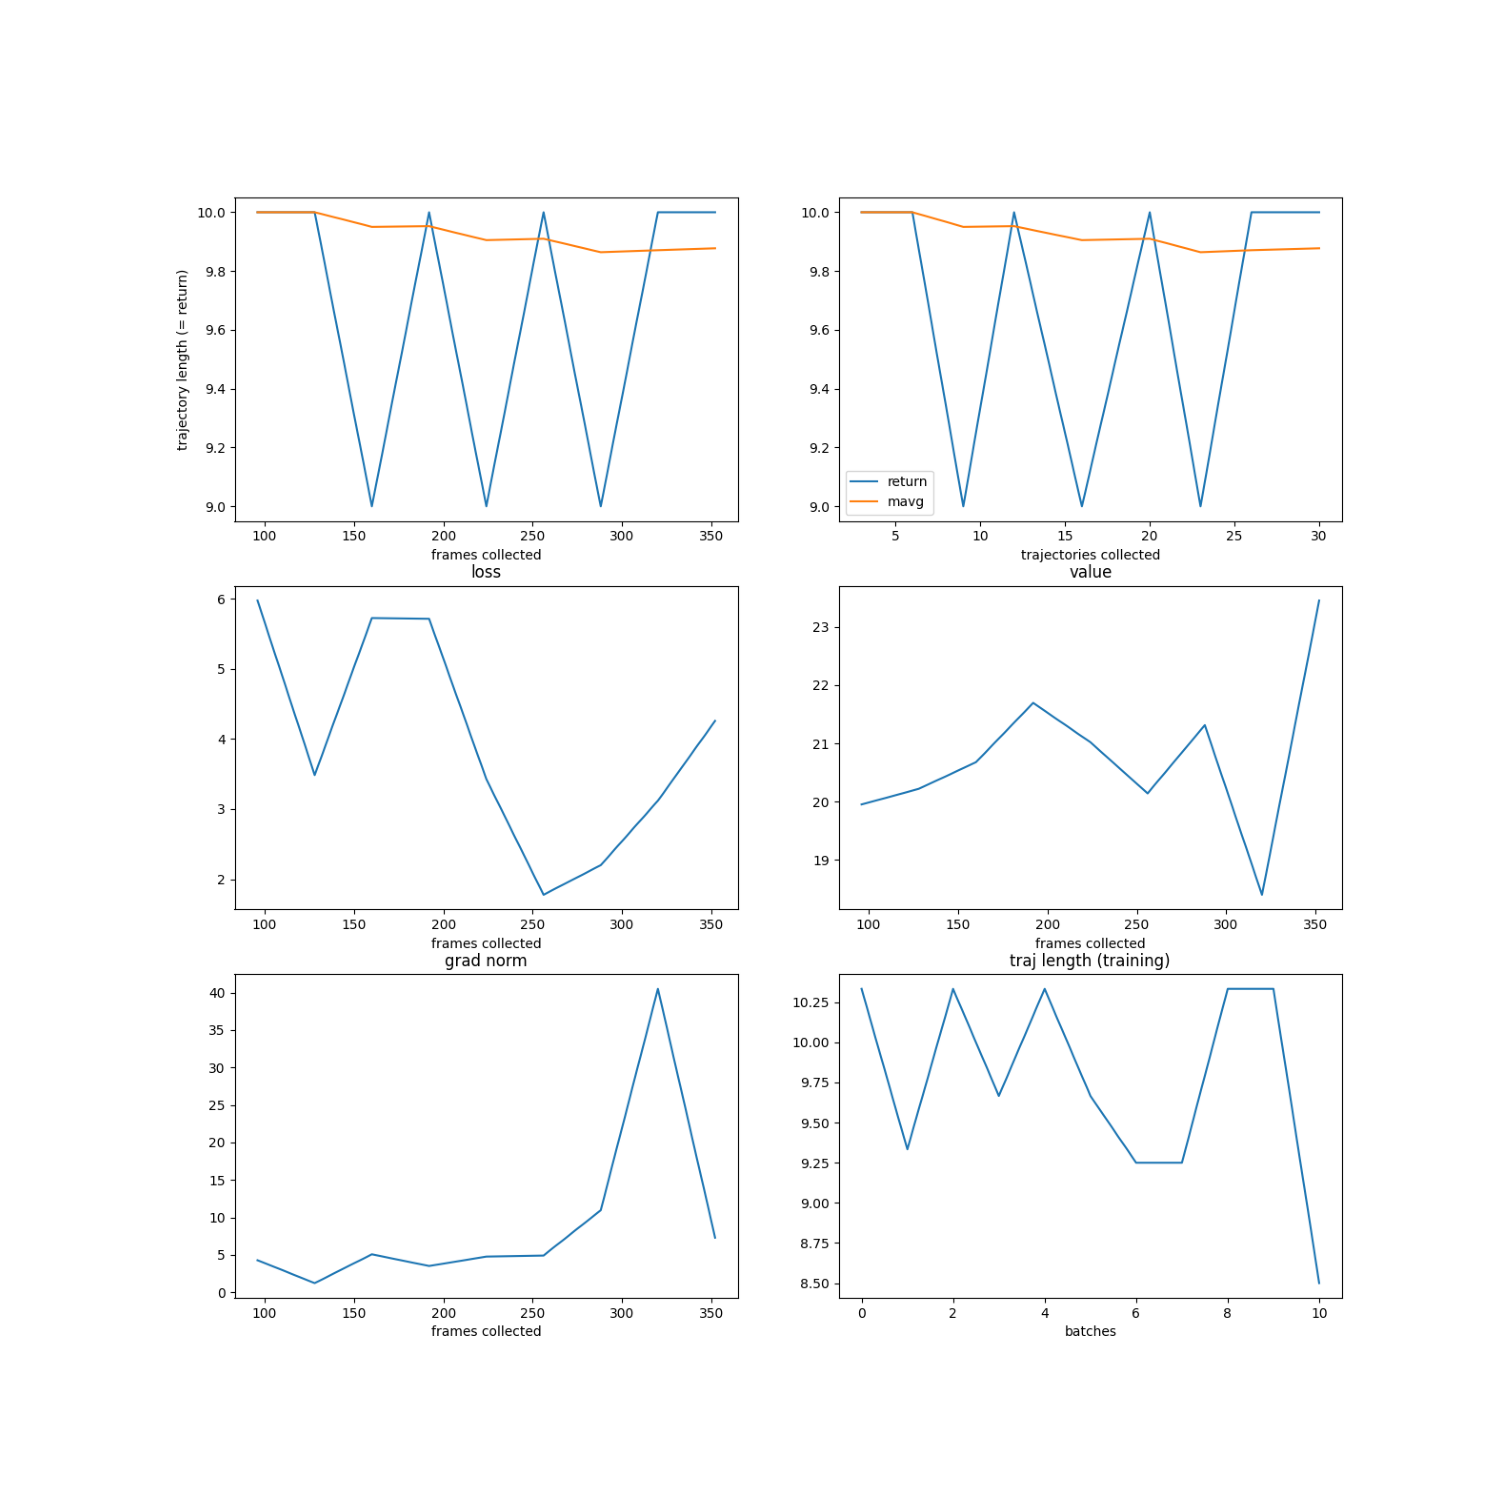 10.0
9.8
9.6
9.4
9.2
9.0
trajectory length (= return)
100 150 200 250 300 350
frames collected
10.0
9.8
9.6
9.4
9.2
9.0
return
mavg
5 10 15 20 25 30
trajectories collected
loss
6
5
4
3
2
100 150 200 250 300 350
frames collected
value
23
22
21
20
19
100 150 200 250 300 350
frames collected
grad norm
40
35
30
25
20
15
10
5
0
100 150 200 250 300 350
frames collected
traj length (training)
10.25
10.00
9.75
9.50
9.25
9.00
8.75
8.50
0 2 4 6 8 10
batches